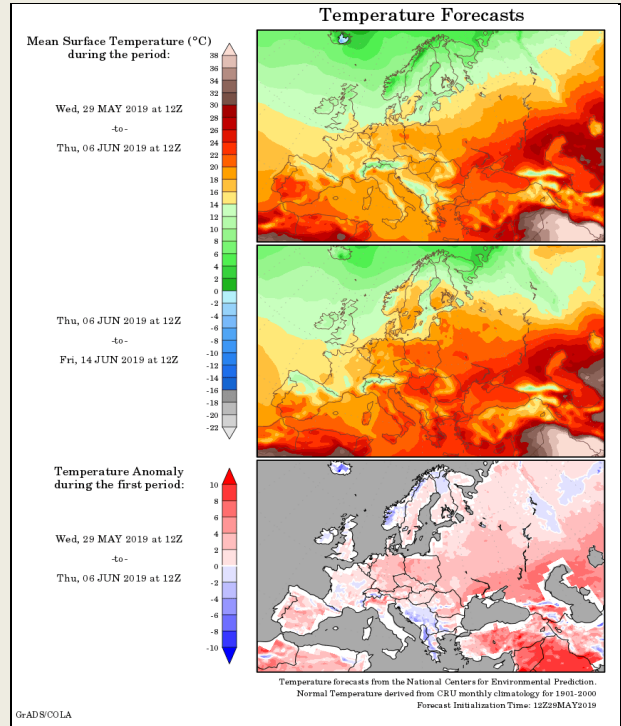 Temperature Forecasts
Mean Surface Temperature (°C)
during the period:
Wed, 29 MAY 2019 at 12Z
-to-
Thu, 06 JUN 2019 at 12Z
Thu, 06 JUN 2019 at 12Z
-to-
Fri, 14 JUN 2019 at 12Z
38
36
34
33
31
30
28
26
24
22
20
18
16
14
12
10
8
6
4
2
0
-2
-4
-6
-8
-10
-12
-14
-16
-18
-20
-22
Temperature Anomaly
during the first period:
Wed, 29 MAY 2019 at 12Z
-to-
Thu, 06 JUN 2019 at 12Z
10
8
6
4
2
0
-2
-4
-6
-8
-10
Temperature forecasts from the National Centers for Environmental Prediction.
Normal Temperature derived from CRU monthly climatology for 1901-2000
Forecast Initialization Time: 12Z29MAY2019
GrADS/COLA